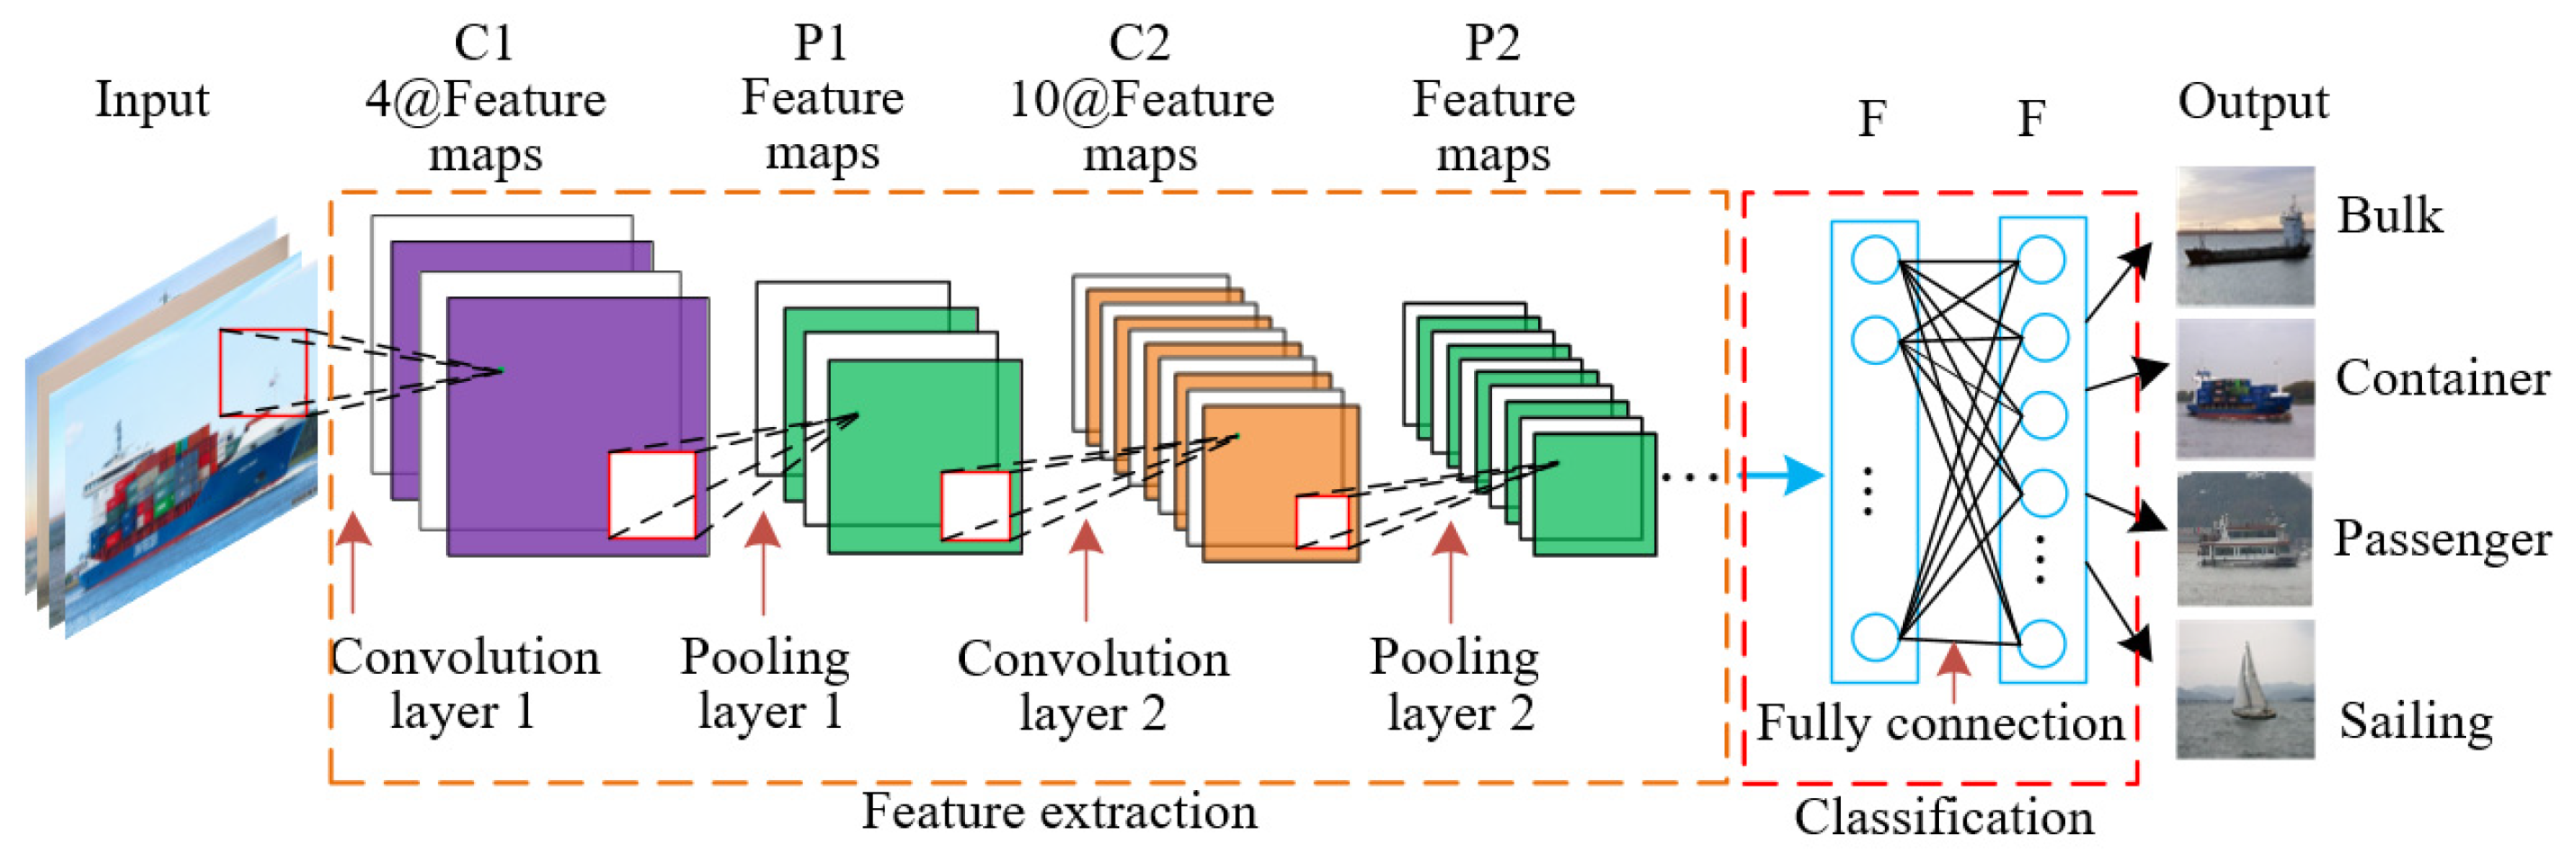 Input
C1
4@Feature
maps
P1
Feature
maps
C2
10@Feature
maps
P2
Feature
maps
F
F
Output
Bulk
Container
Passenger
Sailing
Convolution
layer 1
Pooling
layer 1
Convolution
layer 2
Pooling
layer 2
Fully connection
Feature extraction
Classification